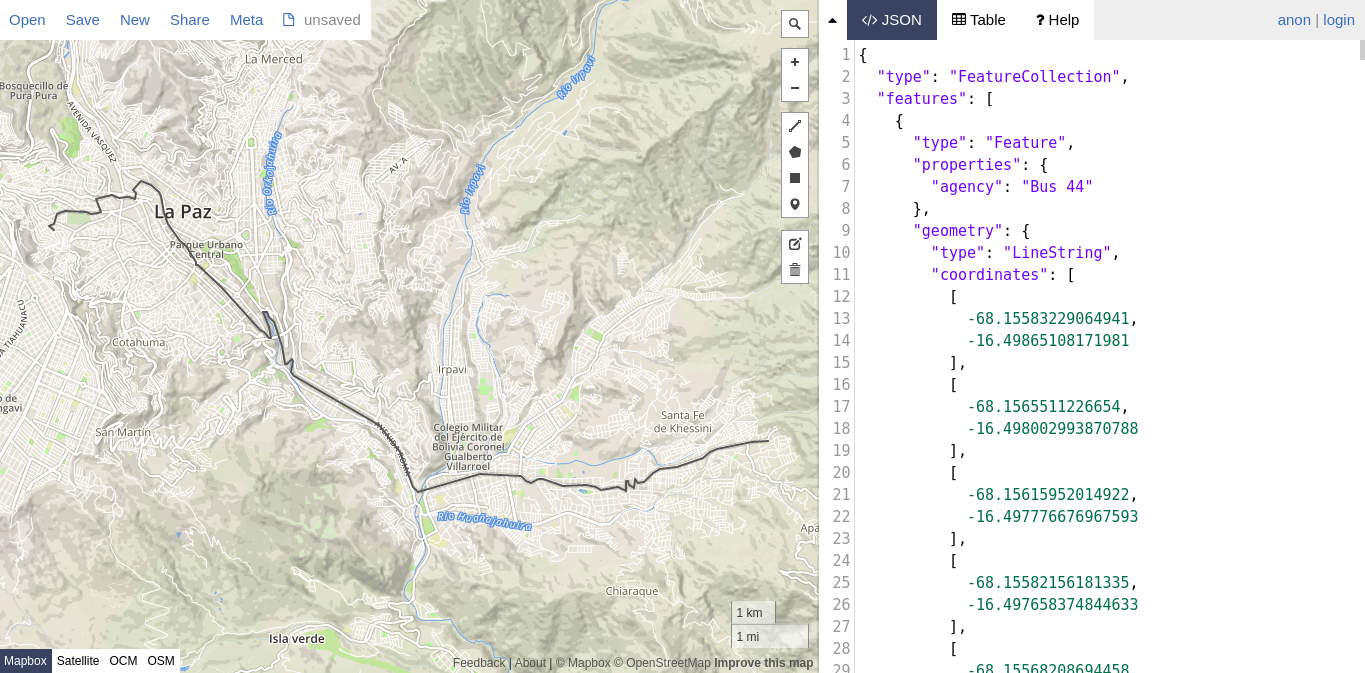 Open Save New Share Meta unsaved
</> JSON Table ? Help
anon | login
La Merced
Bosquecillo de
Pura Pura
AVENIDA VASQUEZ
Río Orkojahuira
AV. A
Río Irpavi
Río Irpavi
La Paz
Parque Urbano
Central
Cotahuma
Irpavi
San Martín
AVENIDA ROMA
Colegio Militar
del Ejército de
Bolivia Coronel
Gualberto
Villarroel
Santa Fe
de Khessini
Río Huañajahuira
Apa
Chiaraque
Isla verde
A TIAHUANACU
o de
ngavi
+
−
1 km
1 mi
Mapbox Satellite OCM OSM
Feedback | About | © Mapbox © OpenStreetMap Improve this map
1 {
2 "type": "FeatureCollection",
3 "features": [
4 {
5 "type": "Feature",
6 "properties": {
7 "agency": "Bus 44"
8 },
9 "geometry": {
10 "type": "LineString",
11 "coordinates": [
12 [
13 -68.15583229064941,
14 -16.49865108171981
15 ],
16 [
17 -68.1565511226654,
18 -16.498002993870788
19 ],
20 [
21 -68.15615952014922,
22 -16.497776676967593
23 ],
24 [
25 -68.15582156181335,
26 -16.497658374844633
27 ],
28 [
29 -68.15568208694458,